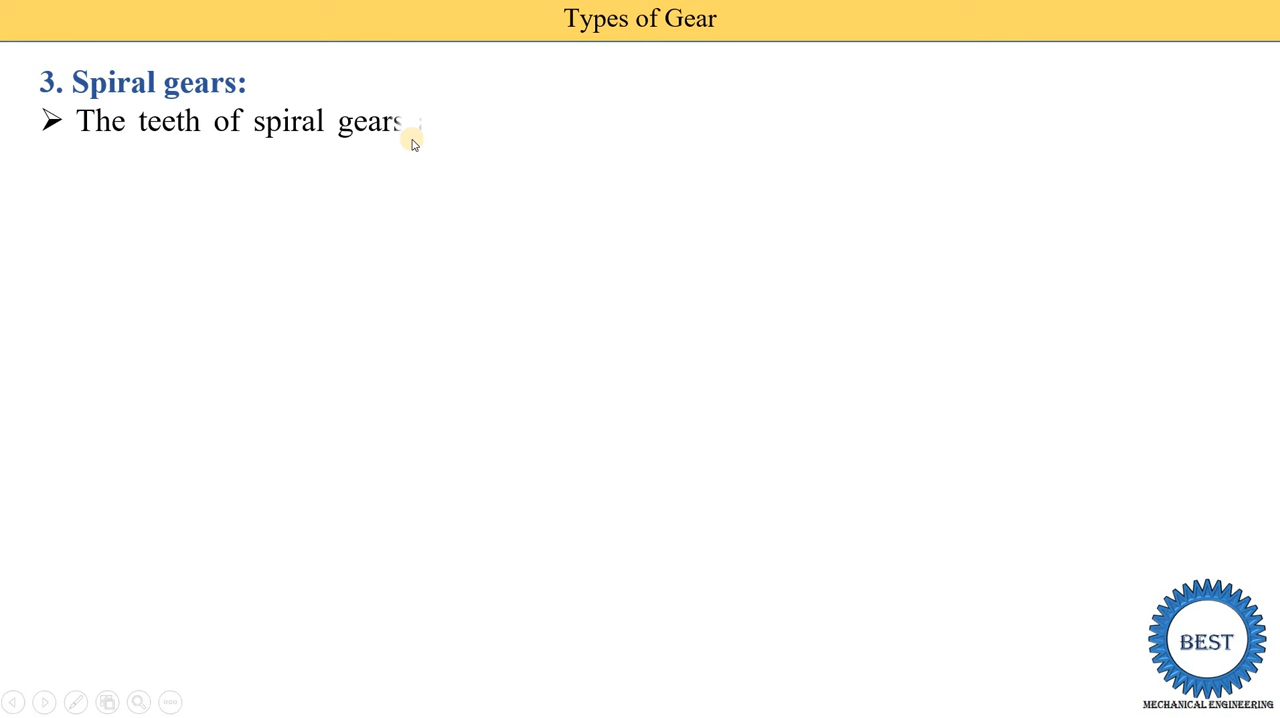 Types of Gear
3. Spiral gears:
➢ The teeth of spiral gears
BEST
MECHANICAL ENGINEERING